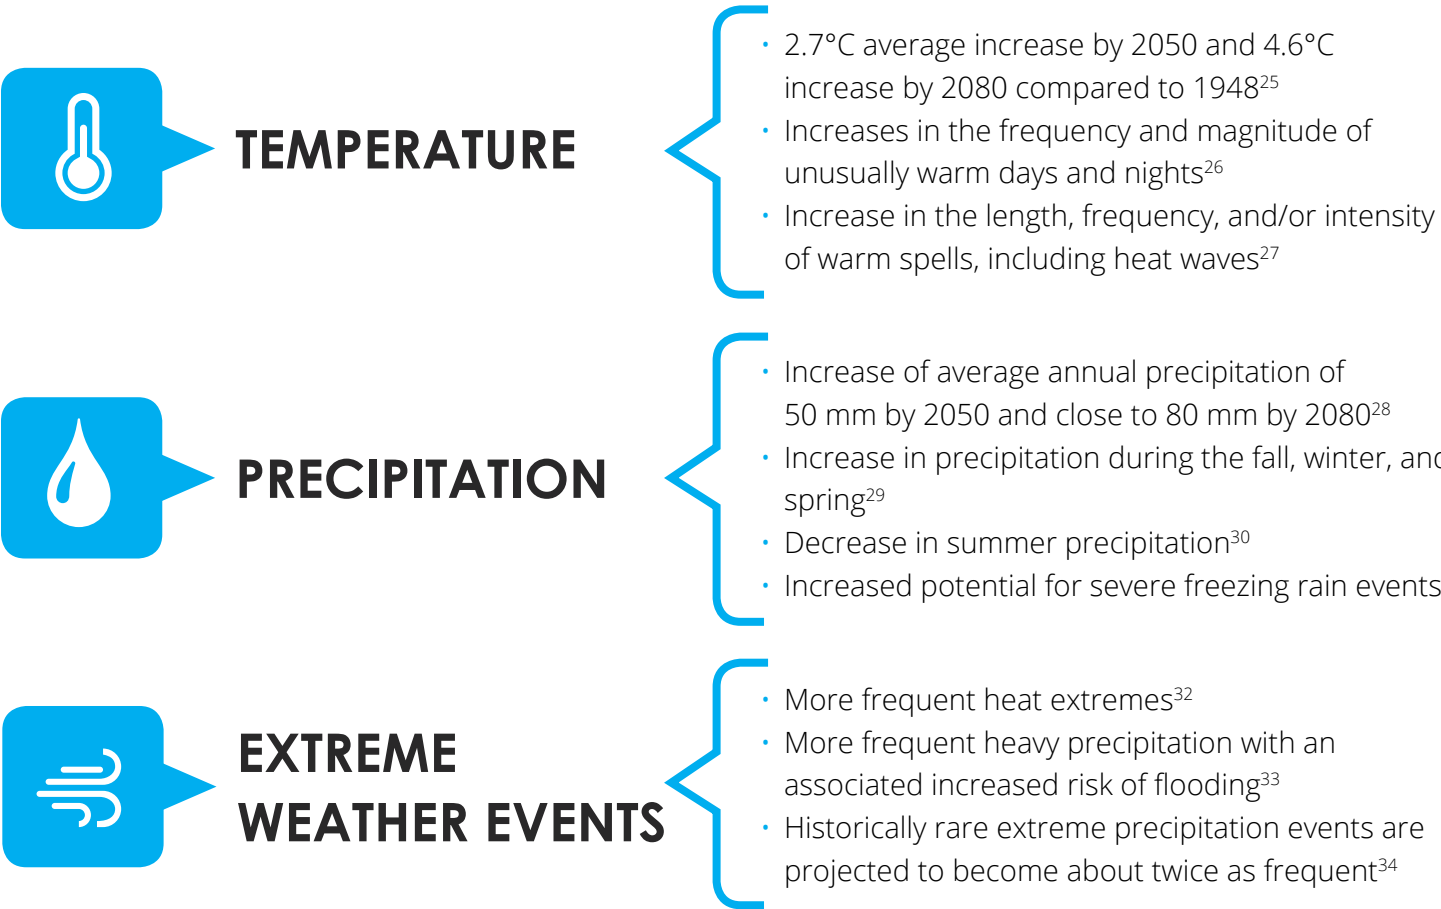 TEMPERATURE
· 2.7°C average increase by 2050 and 4.6°C
increase by 2080 compared to 1948²⁵
· Increases in the frequency and magnitude of
unusually warm days and nights²⁶
· Increase in the length, frequency, and/or intensity
of warm spells, including heat waves²⁷
PRECIPITATION
· Increase of average annual precipitation of
50 mm by 2050 and close to 80 mm by 2080²⁸
· Increase in precipitation during the fall, winter, and
spring²⁹
· Decrease in summer precipitation³⁰
· Increased potential for severe freezing rain events
EXTREME
WEATHER EVENTS
· More frequent heat extremes³²
· More frequent heavy precipitation with an
associated increased risk of flooding³³
· Historically rare extreme precipitation events are
projected to become about twice as frequent³⁴